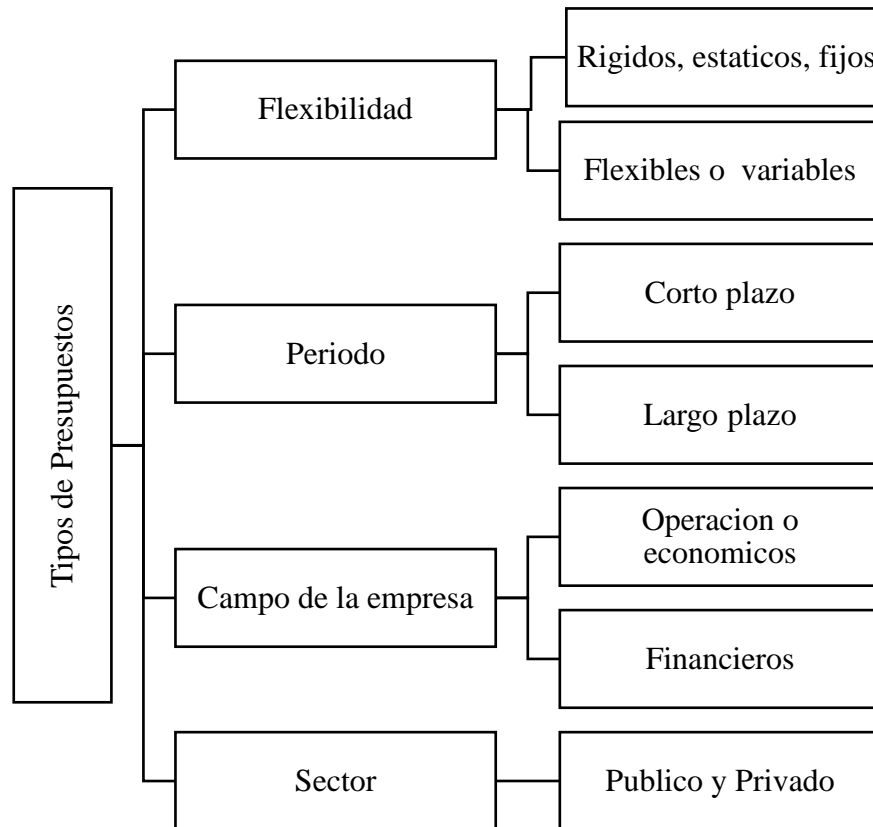 Tipos de Presupuestos
Flexibilidad
Rigidos, estaticos, fijos
Flexibles o variables
Periodo
Corto plazo
Largo plazo
Campo de la empresa
Operacion o
economicos
Financieros
Sector
Publico y Privado